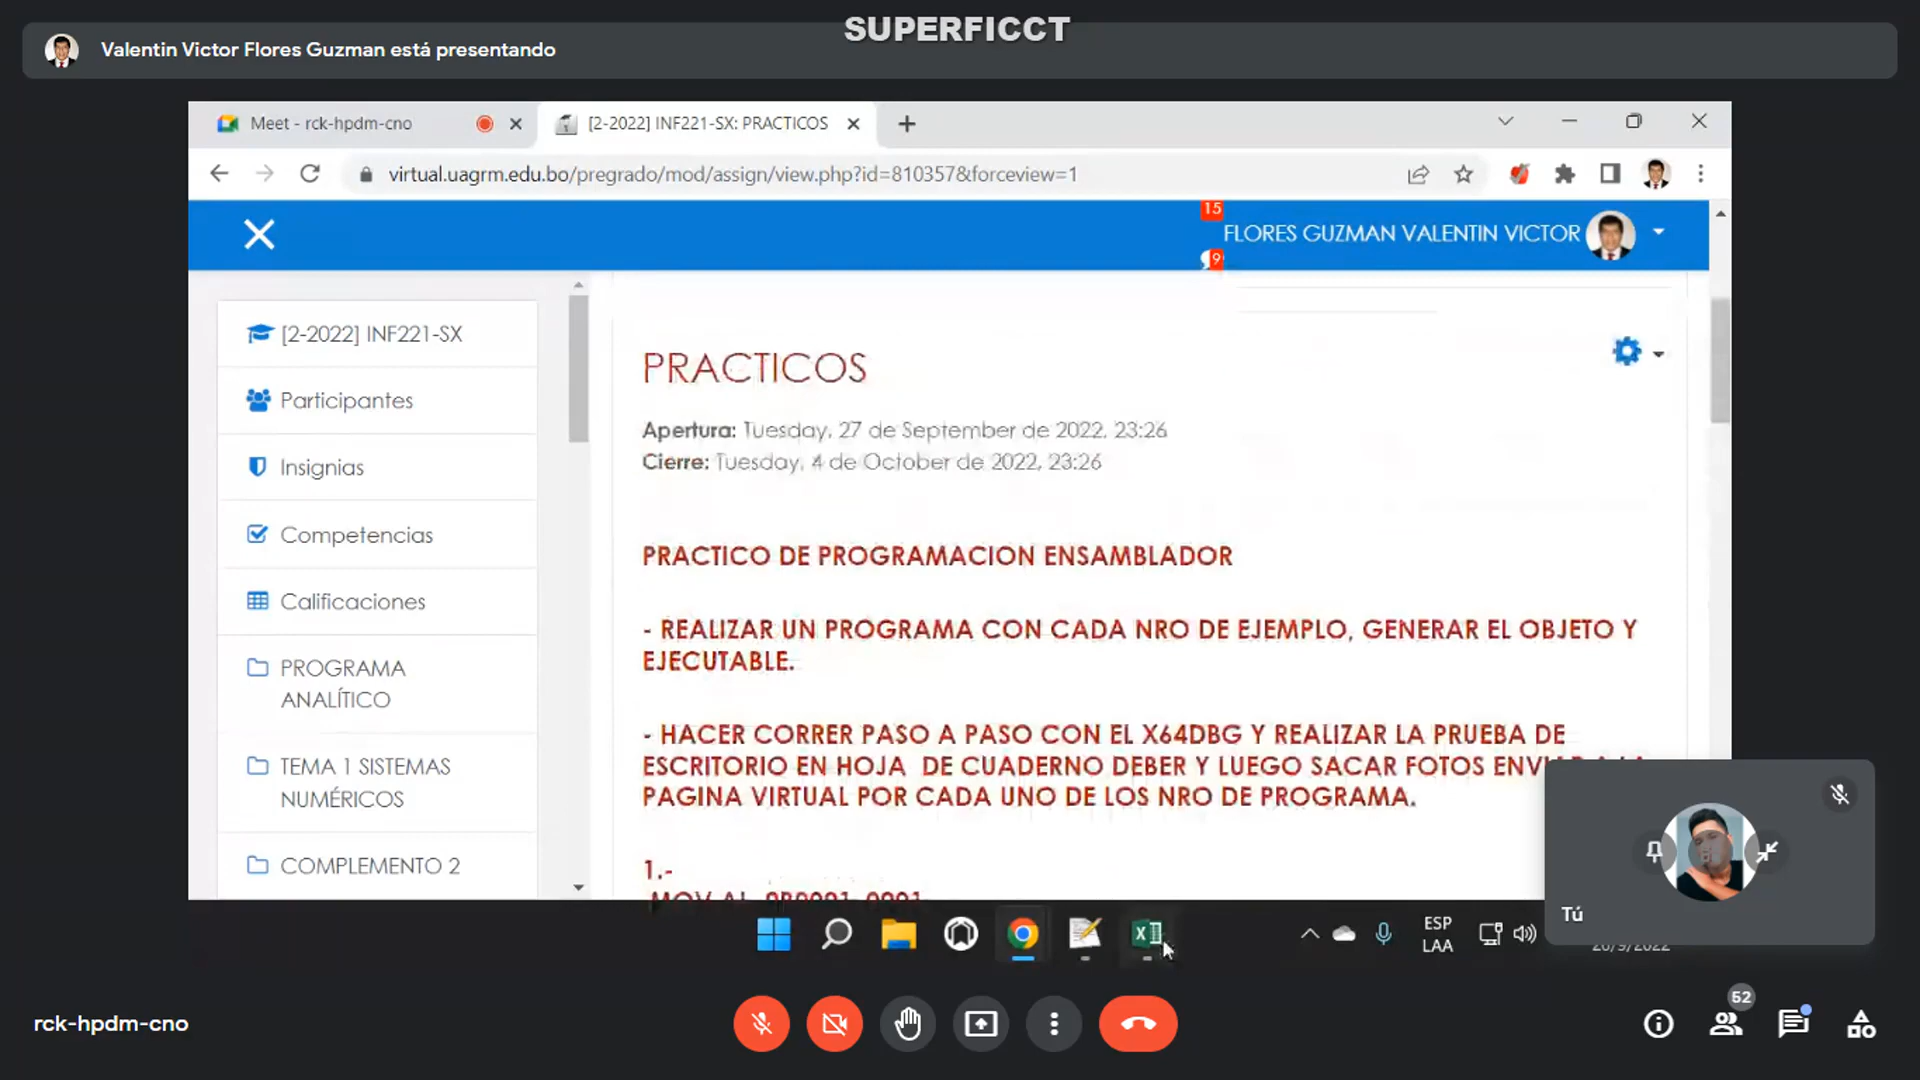 SUPERFICCT
Valentin Victor Flores Guzman está presentando
Meet - rck-hpdm-cno
[2-2022] INF221-SX: PRACTICOS
virtual.uagrm.edu.bo/pregrado/mod/assign/view.php?id=810357&forceview=1
15
FLORES GUZMAN VALENTIN VICTOR
9
[2-2022] INF221-SX
Participantes
Insignias
Competencias
Calificaciones
PROGRAMA
ANALÍTICO
TEMA 1 SISTEMAS
NUMÉRICOS
COMPLEMENTO 2
PRACTICOS
Apertura: Tuesday, 27 de September de 2022, 23:26
Cierre: Tuesday, 4 de October de 2022, 23:26
PRACTICO DE PROGRAMACION ENSAMBLADOR
- REALIZAR UN PROGRAMA CON CADA NRO DE EJEMPLO, GENERAR EL OBJETO Y
EJECUTABLE.
- HACER CORRER PASO A PASO CON EL X64DBG Y REALIZAR LA PRUEBA DE
ESCRITORIO EN HOJA DE CUADERNO DEBER Y LUEGO SACAR FOTOS
PAGINA VIRTUAL POR CADA UNO DE LOS NRO DE PROGRAMA.
1.-
MOV AL,
Tú
ESP
LAA
rck-hpdm-cno
52